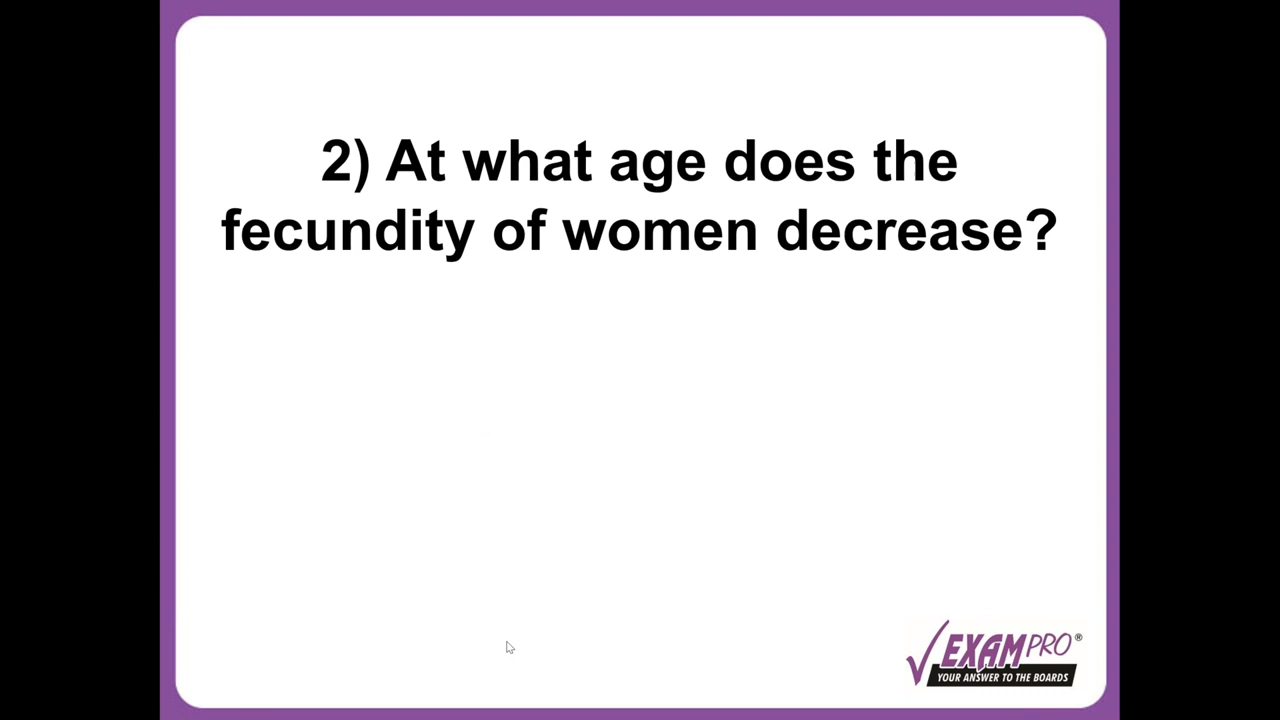 2) At what age does the
fecundity of women decrease?
EXAMPRO®
YOUR ANSWER TO THE BOARDS